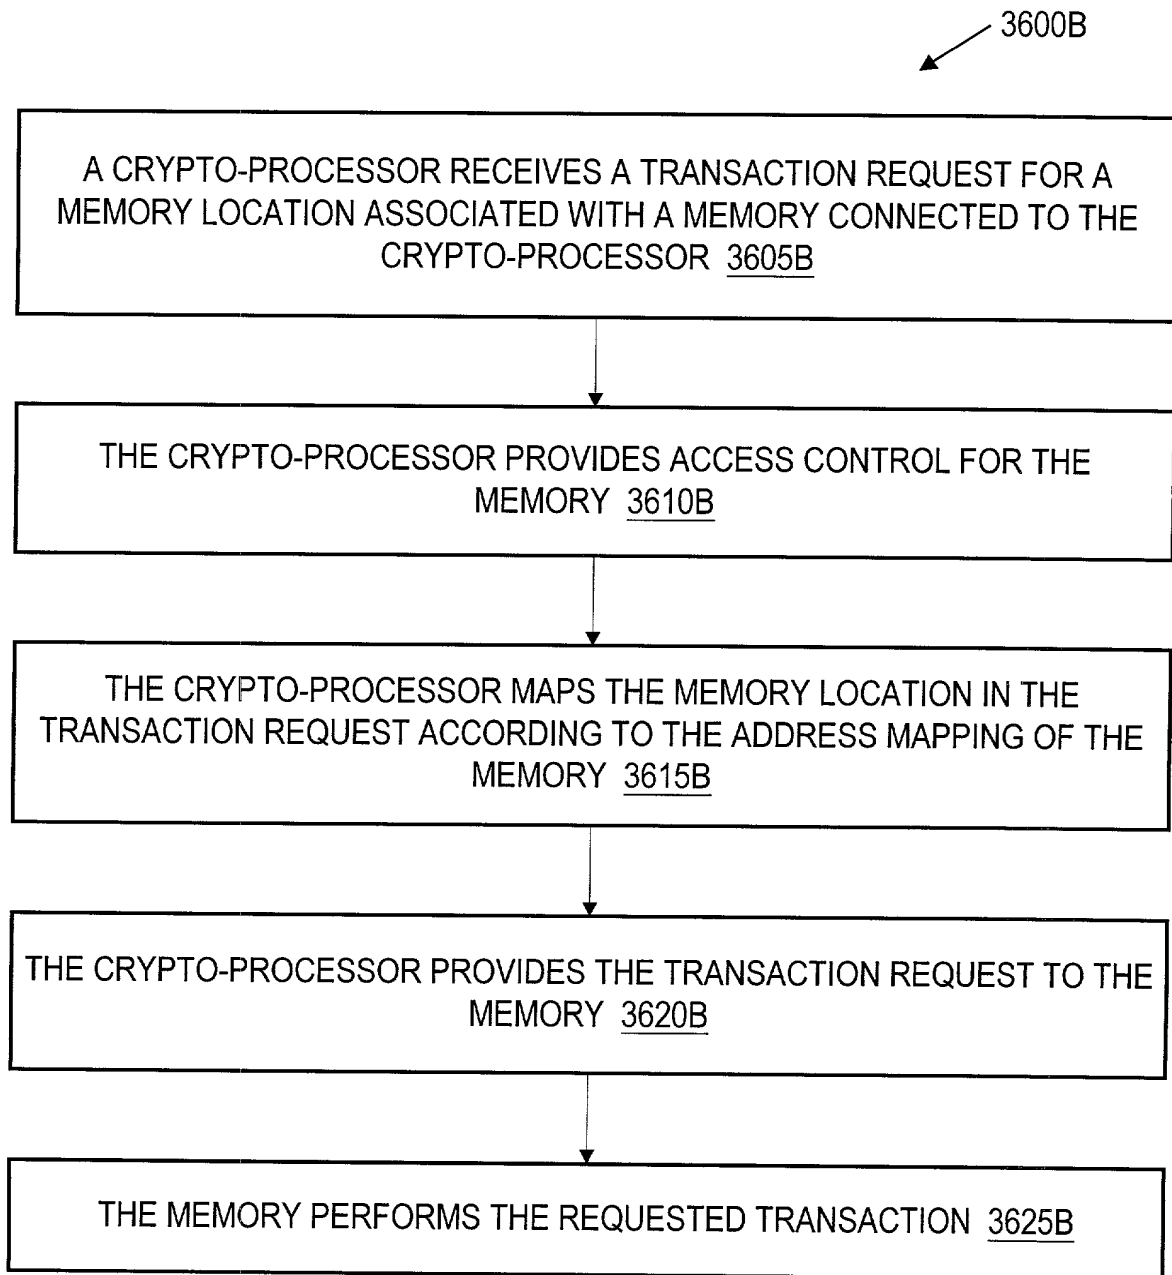 3600B
A CRYPTO-PROCESSOR RECEIVES A TRANSACTION REQUEST FOR A
MEMORY LOCATION ASSOCIATED WITH A MEMORY CONNECTED TO THE
CRYPTO-PROCESSOR 3605B
THE CRYPTO-PROCESSOR PROVIDES ACCESS CONTROL FOR THE
MEMORY 3610B
THE CRYPTO-PROCESSOR MAPS THE MEMORY LOCATION IN THE
TRANSACTION REQUEST ACCORDING TO THE ADDRESS MAPPING OF THE
MEMORY 3615B
THE CRYPTO-PROCESSOR PROVIDES THE TRANSACTION REQUEST TO THE
MEMORY 3620B
THE MEMORY PERFORMS THE REQUESTED TRANSACTION 3625B